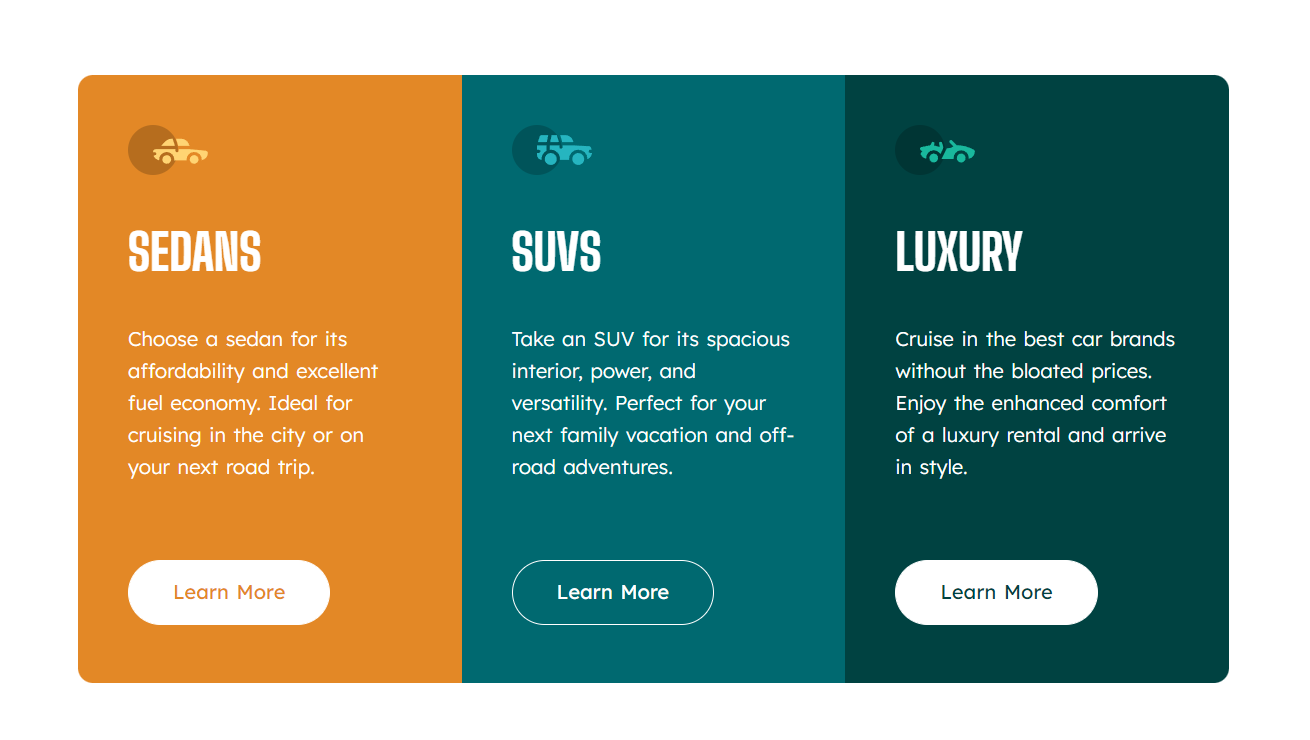 SEDANS
Choose a sedan for its
affordability and excellent
fuel economy. Ideal for
cruising in the city or on
your next road trip.
Learn More
SUVS
Take an SUV for its spacious
interior, power, and
versatility. Perfect for your
next family vacation and off-
road adventures.
Learn More
LUXURY
Cruise in the best car brands
without the bloated prices.
Enjoy the enhanced comfort
of a luxury rental and arrive
in style.
Learn More